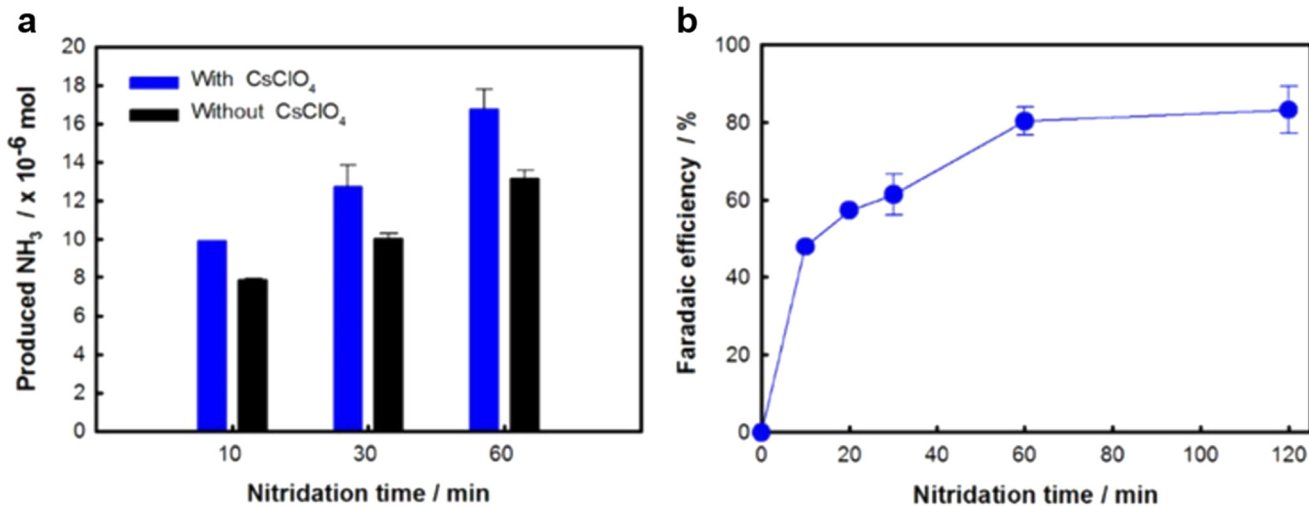 a
20
18
16
14
12
10
8
6
4
2
0
Produced NH₃ / x 10⁻⁶ mol
With CsClO₄
Without CsClO₄
10 30 60
Nitridation time / min
b
100
80
60
40
20
0
Faradaic efficiency / %
0 20 40 60 80 100 120
Nitridation time / min